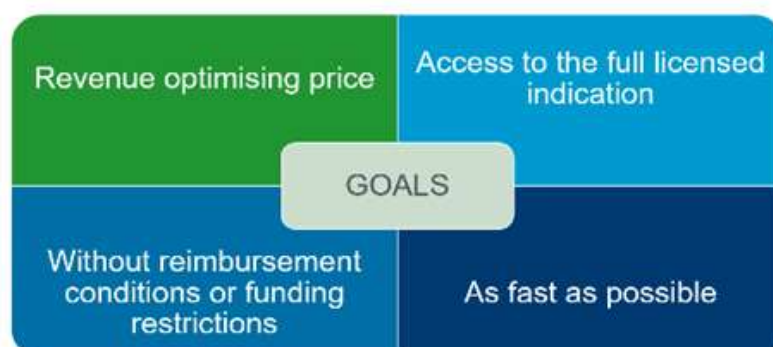 Revenue optimising price
Access to the full licensed
indication
GOALS
Without reimbursement
conditions or funding
restrictions
As fast as possible